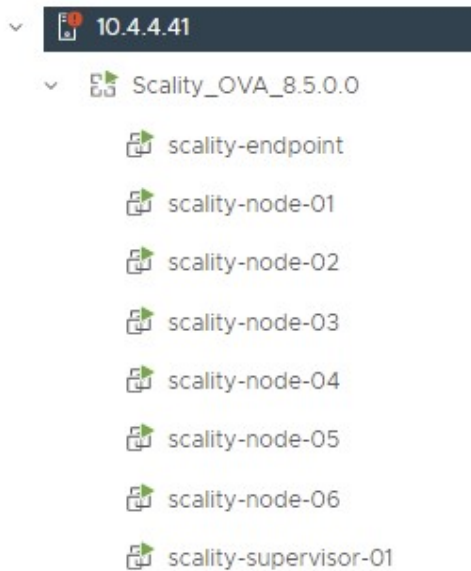 10.4.4.41
Scality_OVA_8.5.0.0
scality-endpoint
scality-node-01
scality-node-02
scality-node-03
scality-node-04
scality-node-05
scality-node-06
scality-supervisor-01